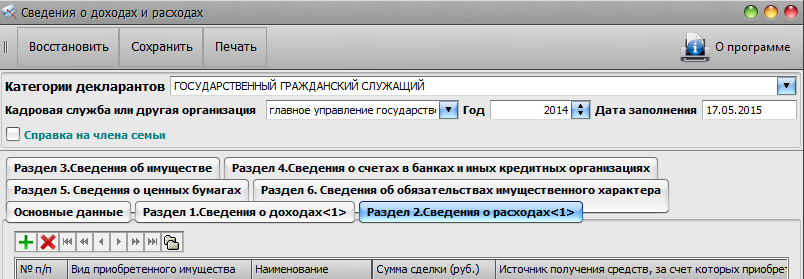 Сведения о доходах и расходах
Восстановить Сохранить Печать О программе
Категории декларантов ГОСУДАРСТВЕННЫЙ ГРАЖДАНСКИЙ СЛУЖАЩИЙ
Кадровая служба или другая организация главное управление государстве Год 2014 Дата заполнения 17.05.2015
Справка на члена семьи
Раздел 3.Сведения об имуществе Раздел 4.Сведения о счетах в банках и иных кредитных организациях
Раздел 5. Сведения о ценных бумагах Раздел 6. Сведения об обязательствах имущественного характера
Основные данные Раздел 1.Сведения о доходах<1> Раздел 2.Сведения о расходах<1>
№ п/п Вид приобретенного имущества Наименование Сумма сделки (руб.) Источник получения средств, за счет которых приобре